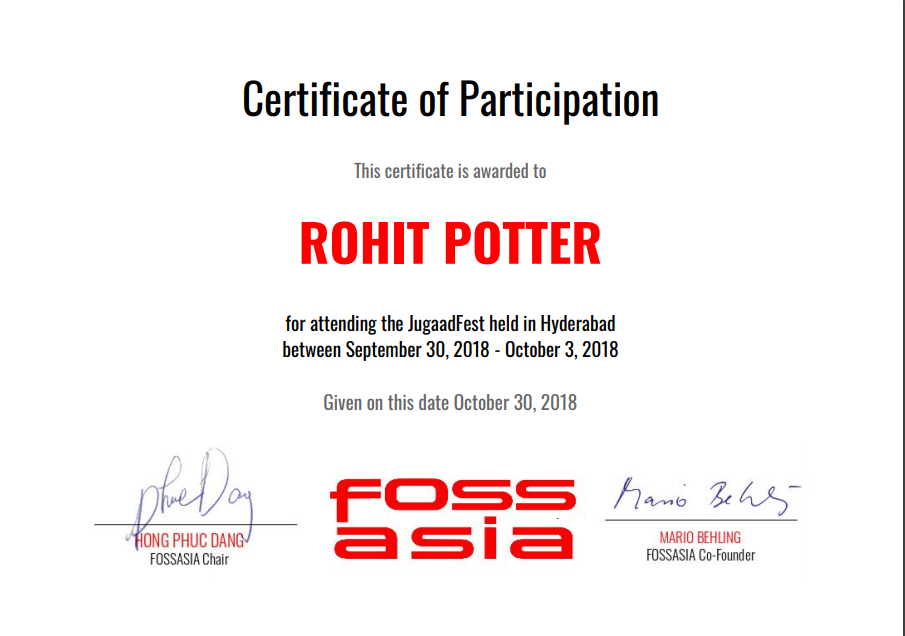 Certificate of Participation
This certificate is awarded to
ROHIT POTTER
for attending the JugaadFest held in Hyderabad
between September 30, 2018 - October 3, 2018
Given on this date October 30, 2018
Phuc Dang
HONG PHUC DANG
FOSSASIA Chair
foss
asia
Mario Behling
MARIO BEHLING
FOSSASIA Co-Founder